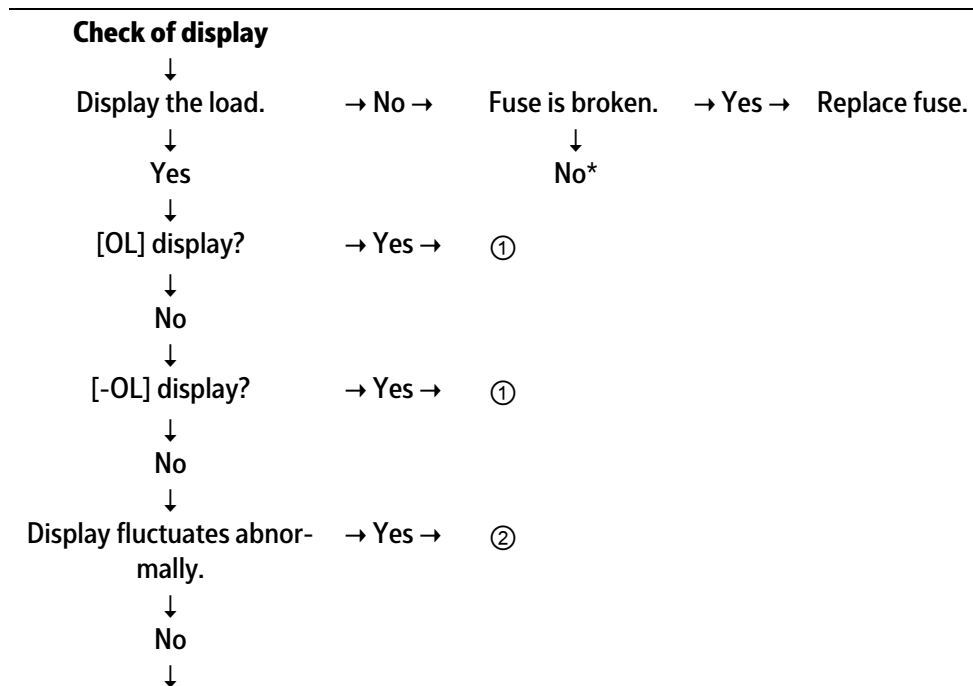 Check of display
↓
Display the load. → No → Fuse is broken. → Yes → Replace fuse.
↓ ↓
Yes No*
↓
[OL] display? → Yes → ①
↓
No
↓
[-OL] display? → Yes → ①
↓
No
↓
Display fluctuates abnor- → Yes → ②
mally.
↓
No
↓